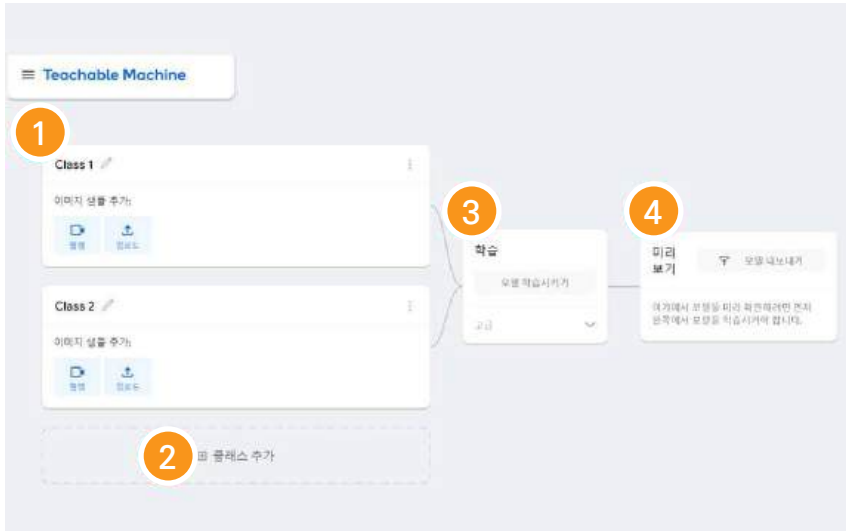 Teachable Machine
1
Class 1
이미지 샘플 추가:
웹캠
업로드
Class 2
이미지 샘플 추가:
웹캠
업로드
2
클래스 추가
3
학습
모델 학습시키기
고급
4
미리
보기
모델 내보내기
여기에서 모델을 미리 확인하려면 먼저
왼쪽에서 모델을 학습시켜야 합니다.